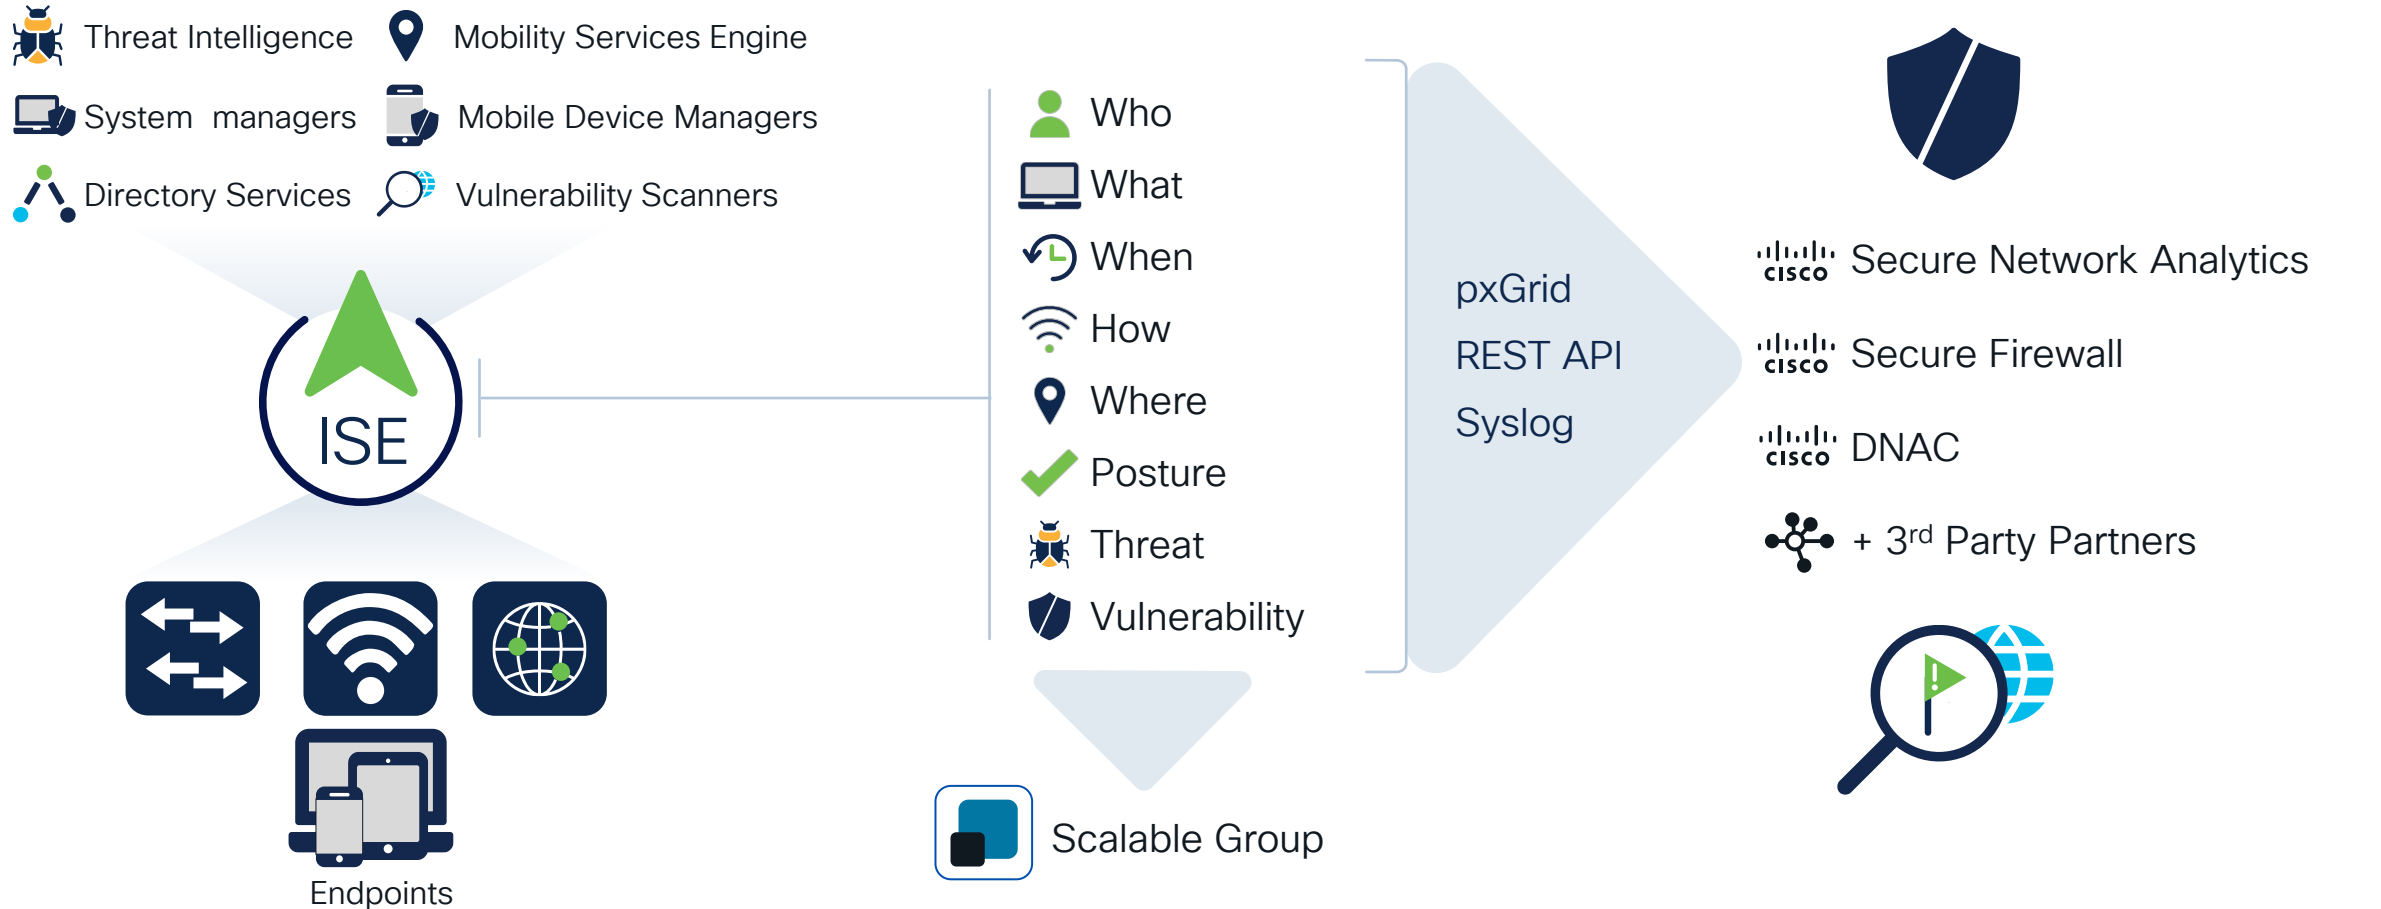 Threat Intelligence
Mobility Services Engine
System managers
Mobile Device Managers
Directory Services
Vulnerability Scanners
ISE
Endpoints
Who
What
When
How
Where
Posture
Threat
Vulnerability
Scalable Group
pxGrid
REST API
Syslog
CISCO Secure Network Analytics
CISCO Secure Firewall
CISCO DNAC
+ 3rd Party Partners
!